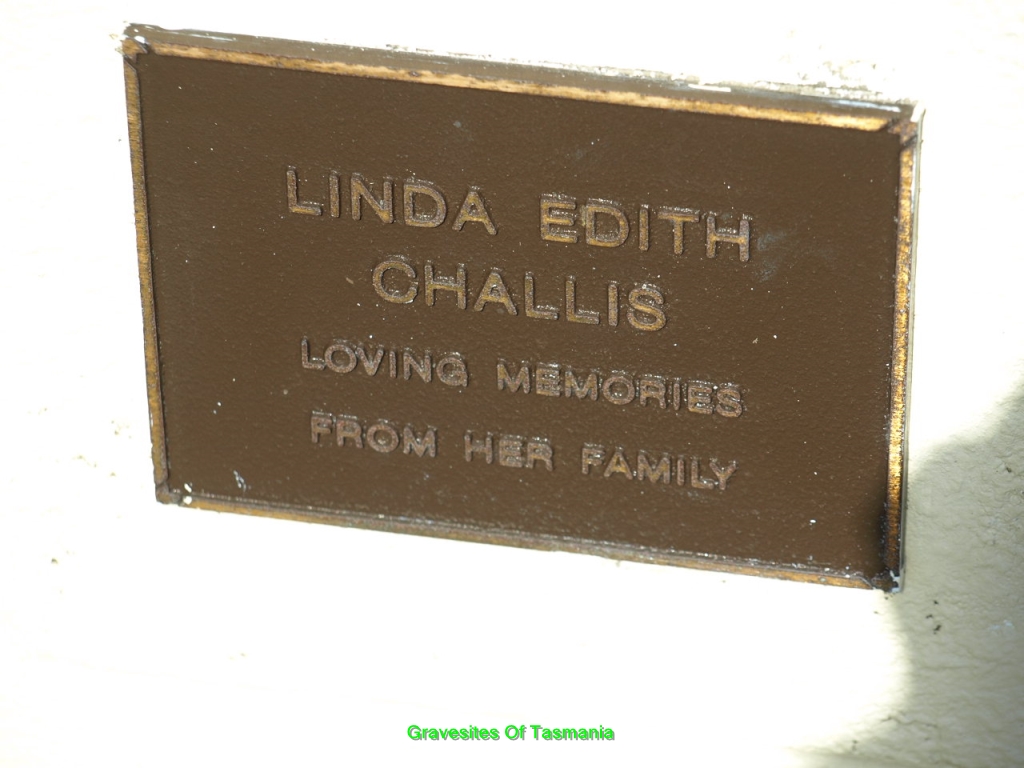 LINDA EDITH
CHALLIS
LOVING MEMORIES
FROM HER FAMILY
Gravesites Of Tasmania